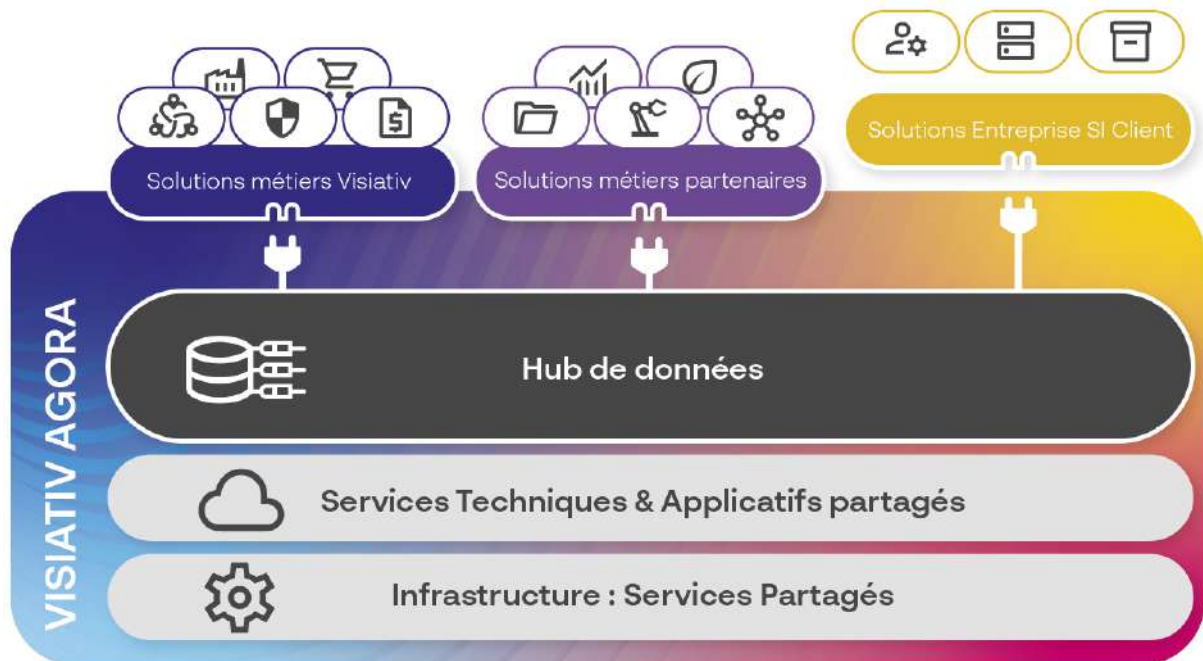 Solutions métiers Visiativ
Solutions métiers partenaires
Solutions Entreprise SI Client
VISIATIV AGORA
Hub de données
Services Techniques & Applicatifs partagés
Infrastructure : Services Partagés